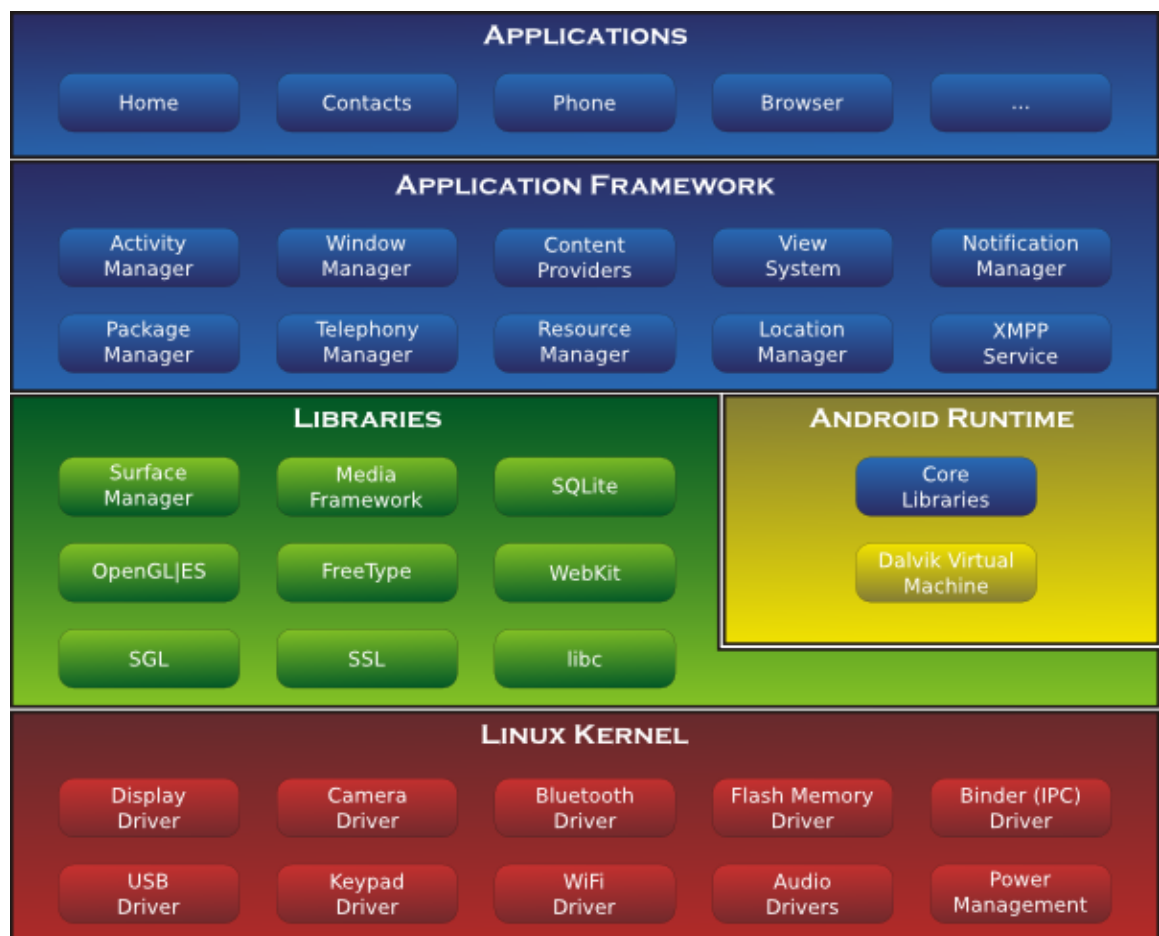 APPLICATIONS
Home
Contacts
Phone
Browser
...
APPLICATION FRAMEWORK
Activity
Manager
Window
Manager
Content
Providers
View
System
Notification
Manager
Package
Manager
Telephony
Manager
Resource
Manager
Location
Manager
XMPP
Service
LIBRARIES
Surface
Manager
Media
Framework
SQLite
OpenGL|ES
FreeType
WebKit
SGL
SSL
libc
ANDROID RUNTIME
Core
Libraries
Dalvik Virtual
Machine
LINUX KERNEL
Display
Driver
Camera
Driver
Bluetooth
Driver
Flash Memory
Driver
Binder (IPC)
Driver
USB
Driver
Keypad
Driver
WiFi
Driver
Audio
Drivers
Power
Management